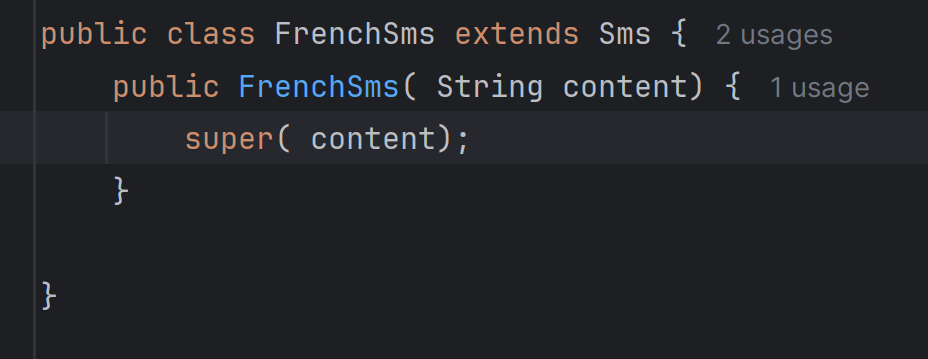 public class FrenchSms extends Sms { 2 usages
public FrenchSms( String content) { 1 usage
super( content);
}
}